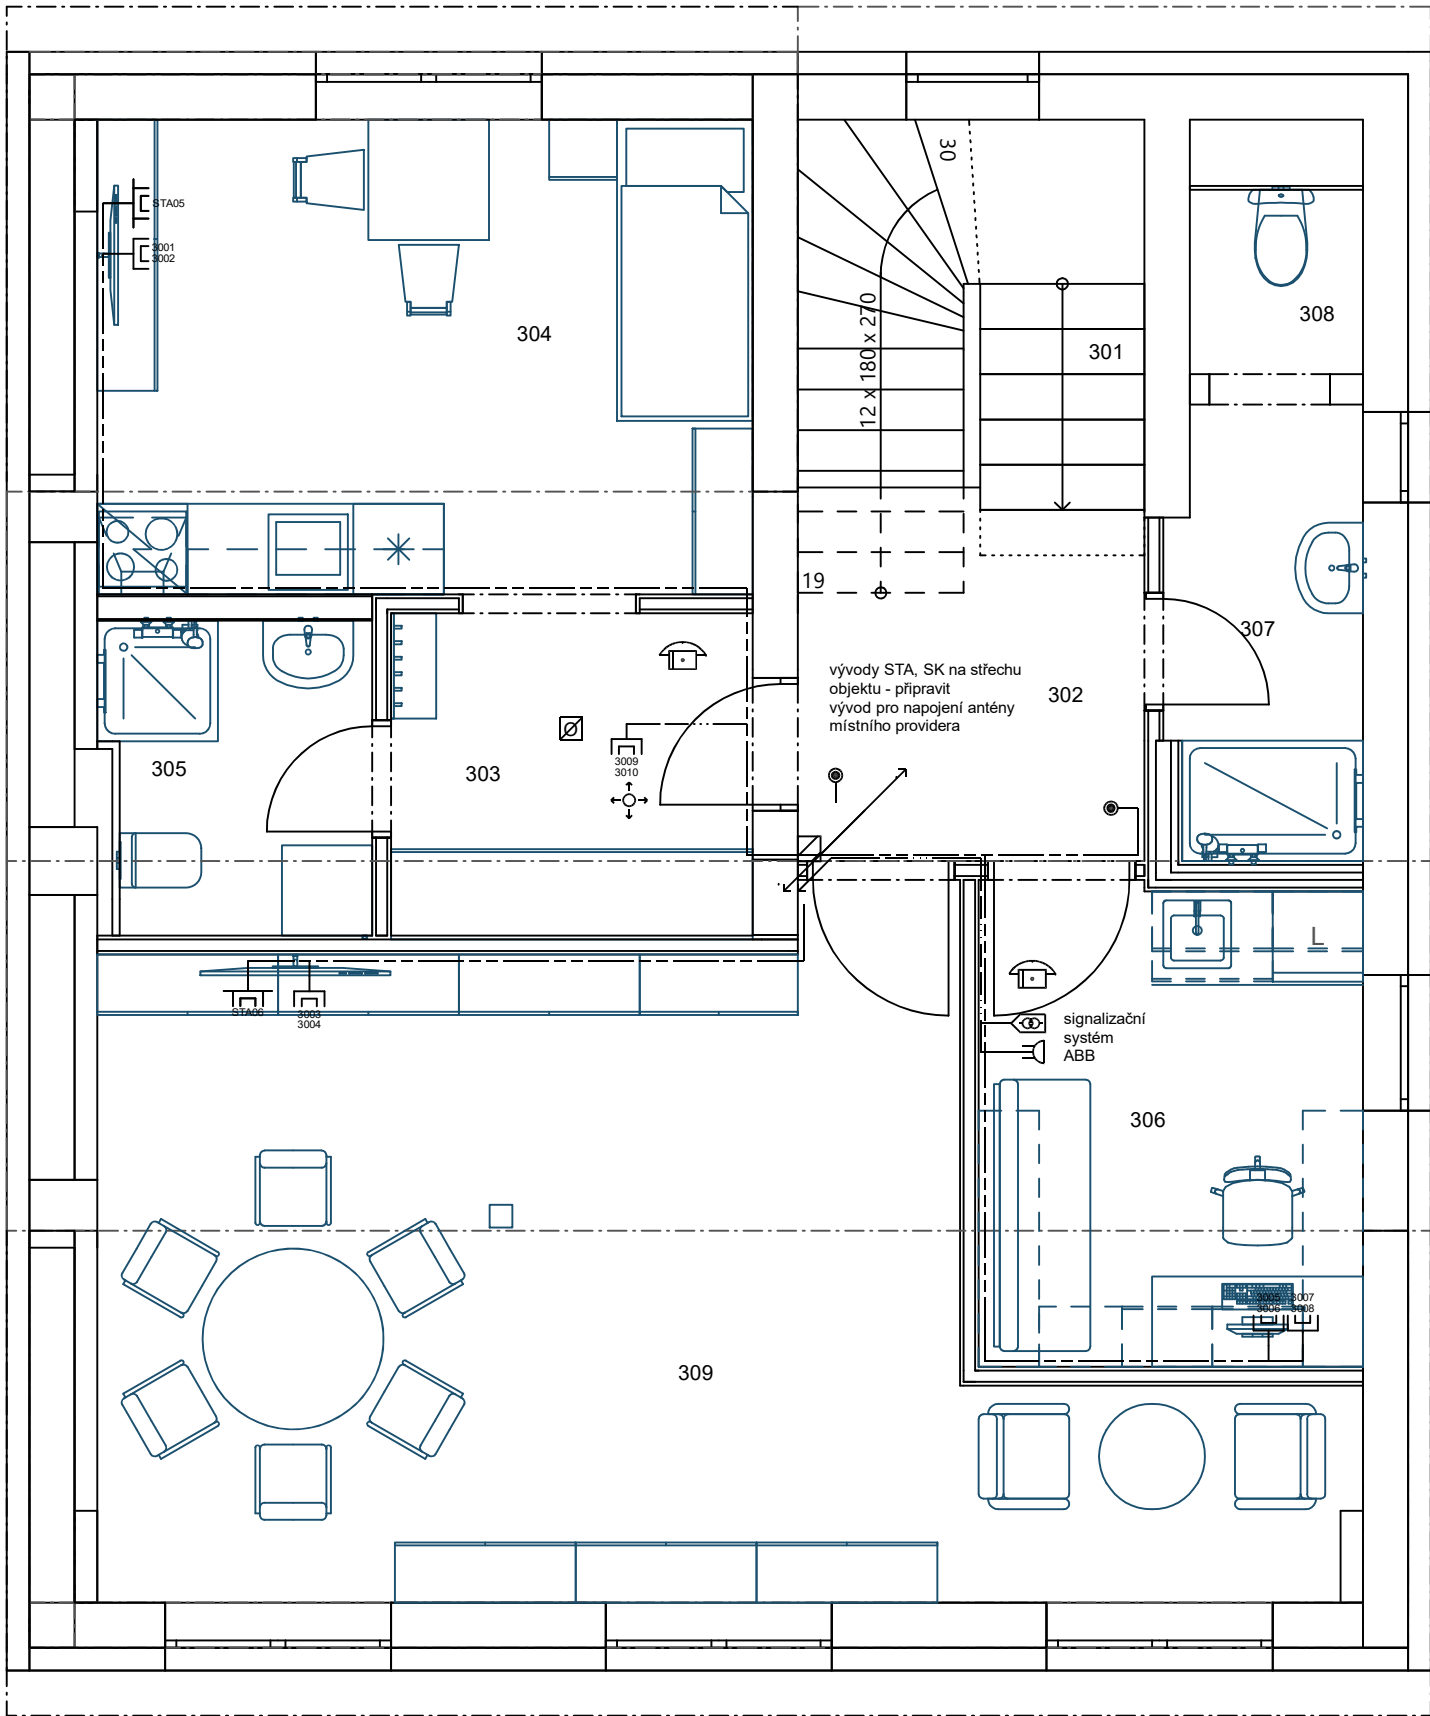 30
STA05
3001
3002
304
308
12 x 180 x 270
301
19
307
vývody STA, SK na střechu
objektu - připravit
vývod pro napojení antény
místního providera
302
305
303
3009
3010
L
STA06
3003
3004
signalizační
systém
ABB
306
3005
3006
3007
3008
309